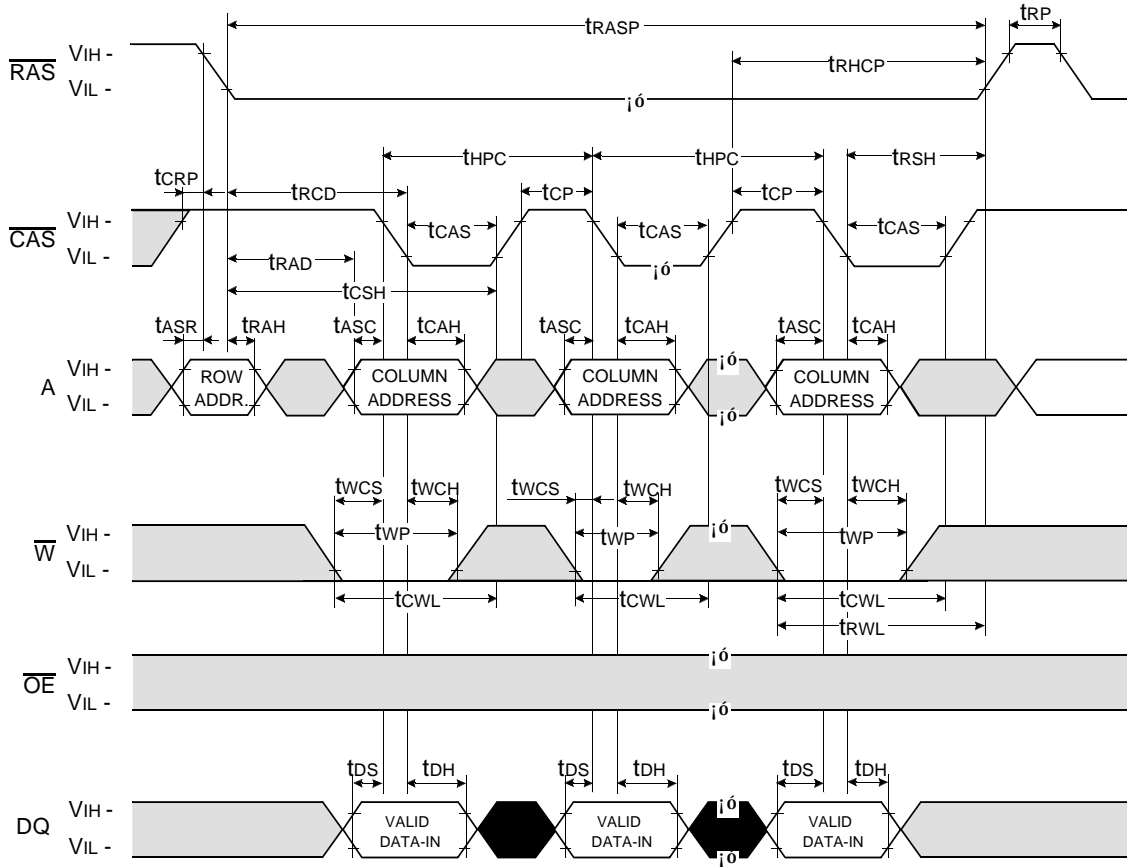 tRASP
tRP
RAS
VIH -
VIL -
tRHCP
¡ó
tHPC
tHPC
tRSH
tCRP
tRCD
tCP
tCP
CAS
VIH -
VIL -
tCAS
tCAS
tCAS
¡ó
tRAD
tCSH
tASR
tRAH
tASC
tCAH
tASC
tCAH
tASC
tCAH
A
VIH -
VIL -
ROW
ADDR.
COLUMN
ADDRESS
COLUMN
ADDRESS
¡ó
¡ó
COLUMN
ADDRESS
tWCS
tWCH
tWCS
tWCH
tWCS
tWCH
W
VIH -
VIL -
tWP
tWP
¡ó
tWP
tCWL
tCWL
tCWL
tRWL
OE
VIH -
VIL -
¡ó
¡ó
tDS
tDH
tDS
tDH
tDS
tDH
DQ
VIH -
VIL -
VALID
DATA-IN
VALID
DATA-IN
¡ó
¡ó
VALID
DATA-IN